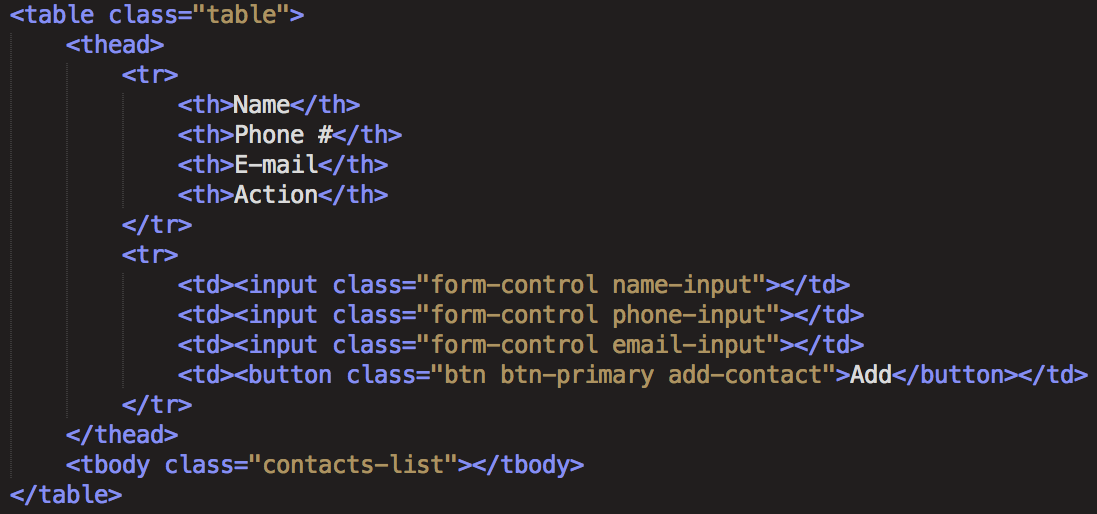 <table class="table">
    <thead>
        <tr>
            <th>Name</th>
            <th>Phone #</th>
            <th>E-mail</th>
            <th>Action</th>
        </tr>
        <tr>
            <td><input class="form-control name-input"></td>
            <td><input class="form-control phone-input"></td>
            <td><input class="form-control email-input"></td>
            <td><button class="btn btn-primary add-contact">Add</button></td>
        </tr>
    </thead>
    <tbody class="contacts-list"></tbody>
</table>